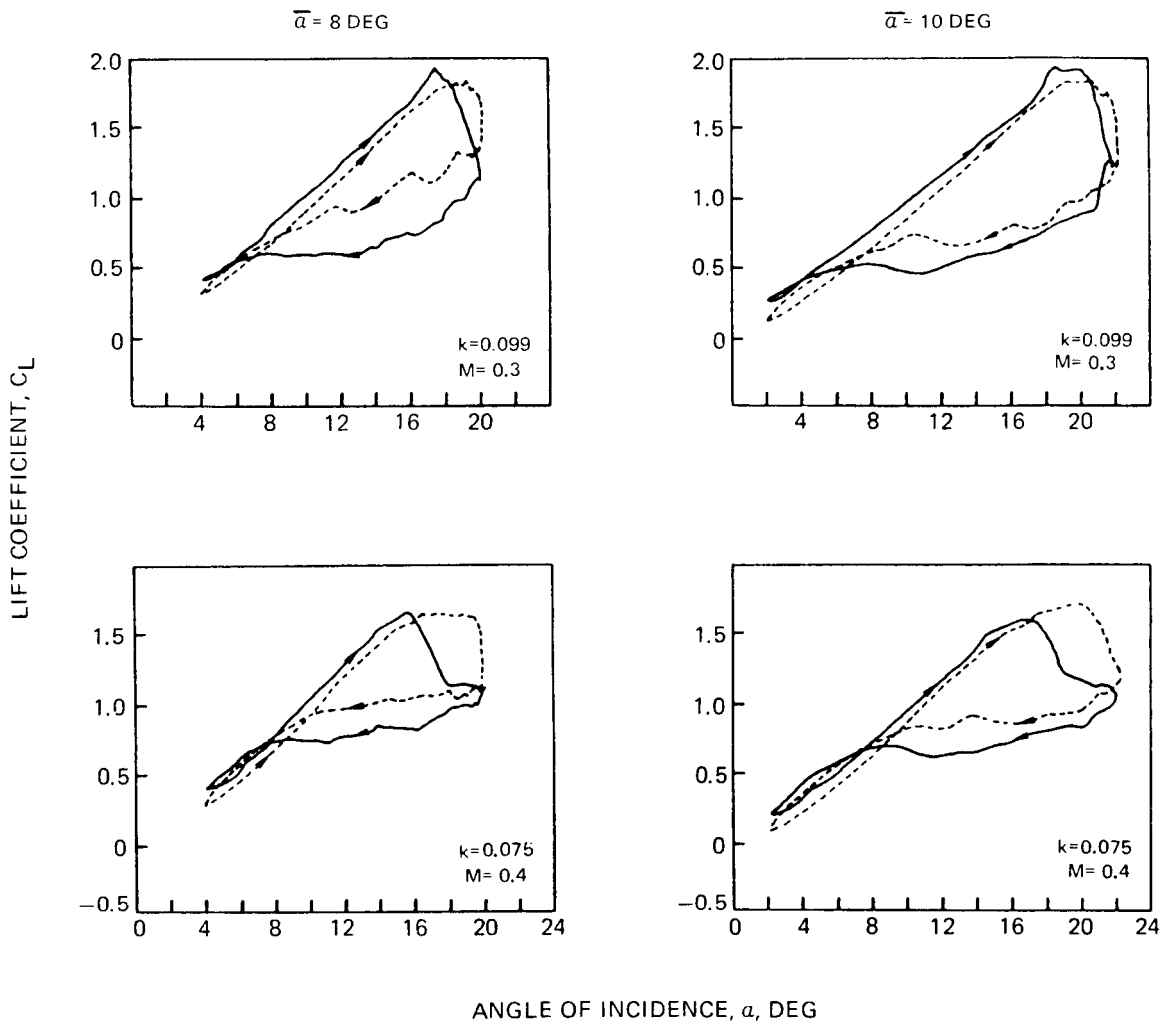 a̅ = 8 DEG
a̅ = 10 DEG
LIFT COEFFICIENT, CL
2.0
1.5
1.0
0.5
0
4 8 12 16 20
k=0.099
M= 0.3
2.0
1.5
1.0
0.5
0
4 8 12 16 20
k=0.099
M= 0.3
1.5
1.0
0.5
0
−0.5
0 4 8 12 16 20 24
k=0.075
M= 0.4
1.5
1.0
0.5
0
−0.5
0 4 8 12 16 20 24
k=0.075
M= 0.4
ANGLE OF INCIDENCE, a, DEG